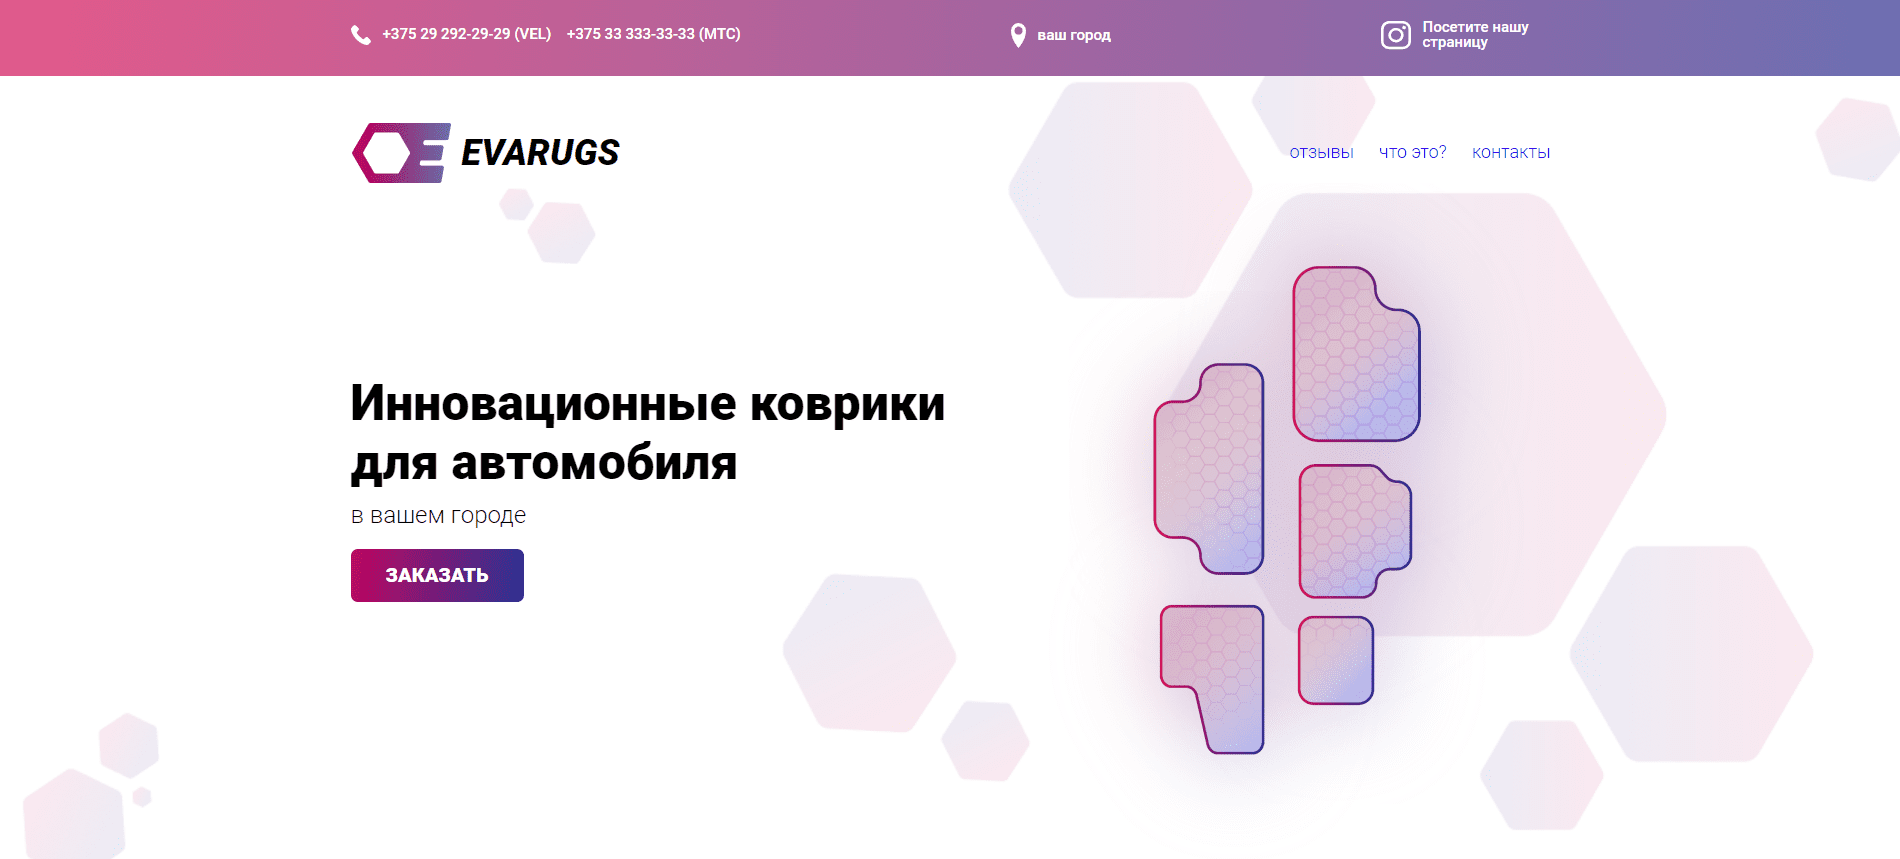 +375 29 292-29-29 (VEL) +375 33 333-33-33 (МТС)
ваш город
Посетите нашу
страницу
EVARUGS
отзывы что это? контакты
Инновационные коврики
для автомобиля
в вашем городе
ЗАКАЗАТЬ